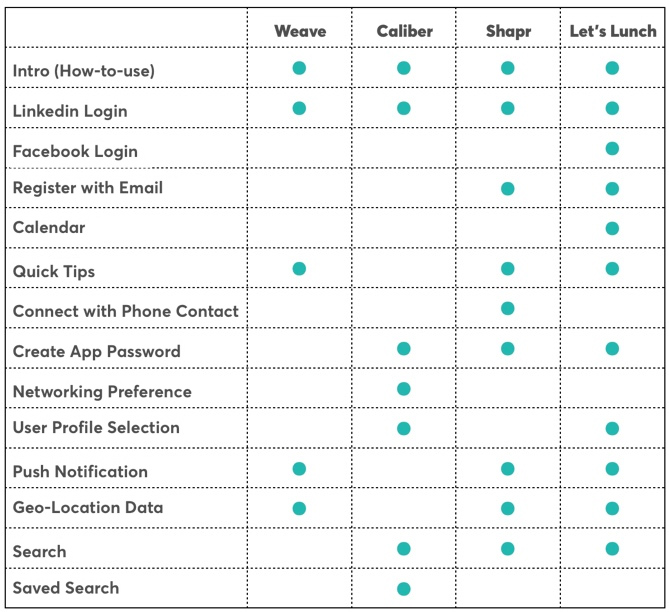 Weave Caliber Shapr Let's Lunch
Intro (How-to-use)
Linkedin Login
Facebook Login
Register with Email
Calendar
Quick Tips
Connect with Phone Contact
Create App Password
Networking Preference
User Profile Selection
Push Notification
Geo-Location Data
Search
Saved Search